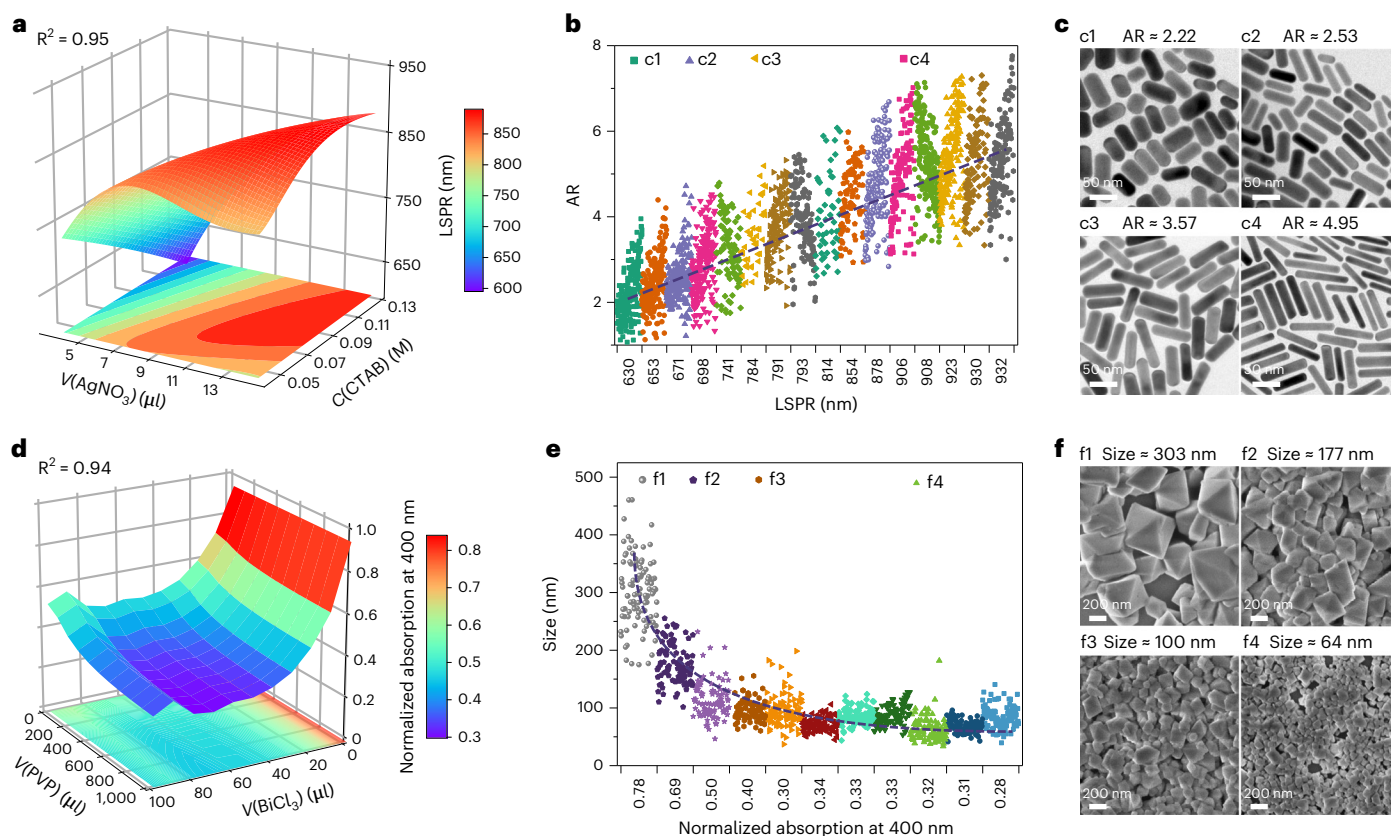 a
R² = 0.95
950
850
750
650
LSPR (nm)
850
800
750
700
650
600
0.13
0.11
0.09
0.07
0.05
C(CTAB) (M)
5
7
9
11
13
V(AgNO₃) (µl)
b
8
6
4
2
AR
c1
c2
c3
c4
630
653
671
698
741
784
791
793
814
854
878
906
908
923
932
LSPR (nm)
c
c1 AR ≈ 2.22
c2 AR ≈ 2.53
50 nm
50 nm
c3 AR ≈ 3.57
c4 AR ≈ 4.95
50 nm
50 nm
d
R² = 0.94
1.0
0.8
0.6
0.4
0.2
0
Normalized absorption at 400 nm
0.8
0.7
0.6
0.5
0.4
0.3
0
200
400
600
800
1,000
V(PVP) (µl)
100
80
60
40
20
0
V(BiCl₃) (µl)
e
500
400
300
200
100
0
Size (nm)
f1
f2
f3
f4
0.78
0.69
0.50
0.40
0.30
0.34
0.33
0.33
0.32
0.31
0.28
Normalized absorption at 400 nm
f
f1 Size ≈ 303 nm
f2 Size ≈ 177 nm
200 nm
200 nm
f3 Size ≈ 100 nm
f4 Size ≈ 64 nm
200 nm
200 nm